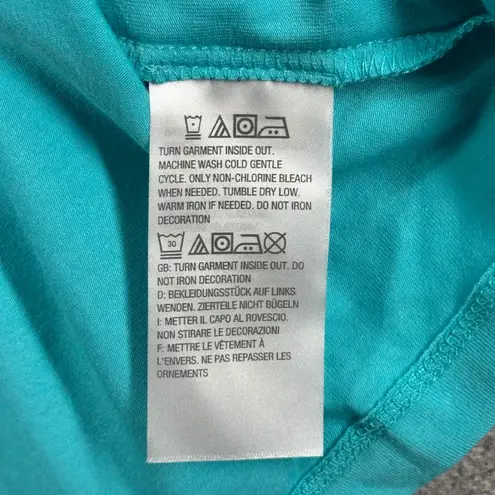 TURN GARMENT INSIDE OUT.
MACHINE WASH COLD GENTLE
CYCLE. ONLY NON-CHLORINE BLEACH
WHEN NEEDED. TUMBLE DRY LOW.
WARM IRON IF NEEDED. DO NOT IRON
DECORATION
30
GB: TURN GARMENT INSIDE OUT. DO
NOT IRON DECORATION
D: BEKLEIDUNGSSTÜCK AUF LINKS
WENDEN. ZIERTEILE NICHT BÜGELN
I: METTER IL CAPO AL ROVESCIO.
NON STIRARE LE DECORAZIONI
F: METTRE LE VÊTEMENT À
L'ENVERS. NE PAS REPASSER LES
ORNEMENTS